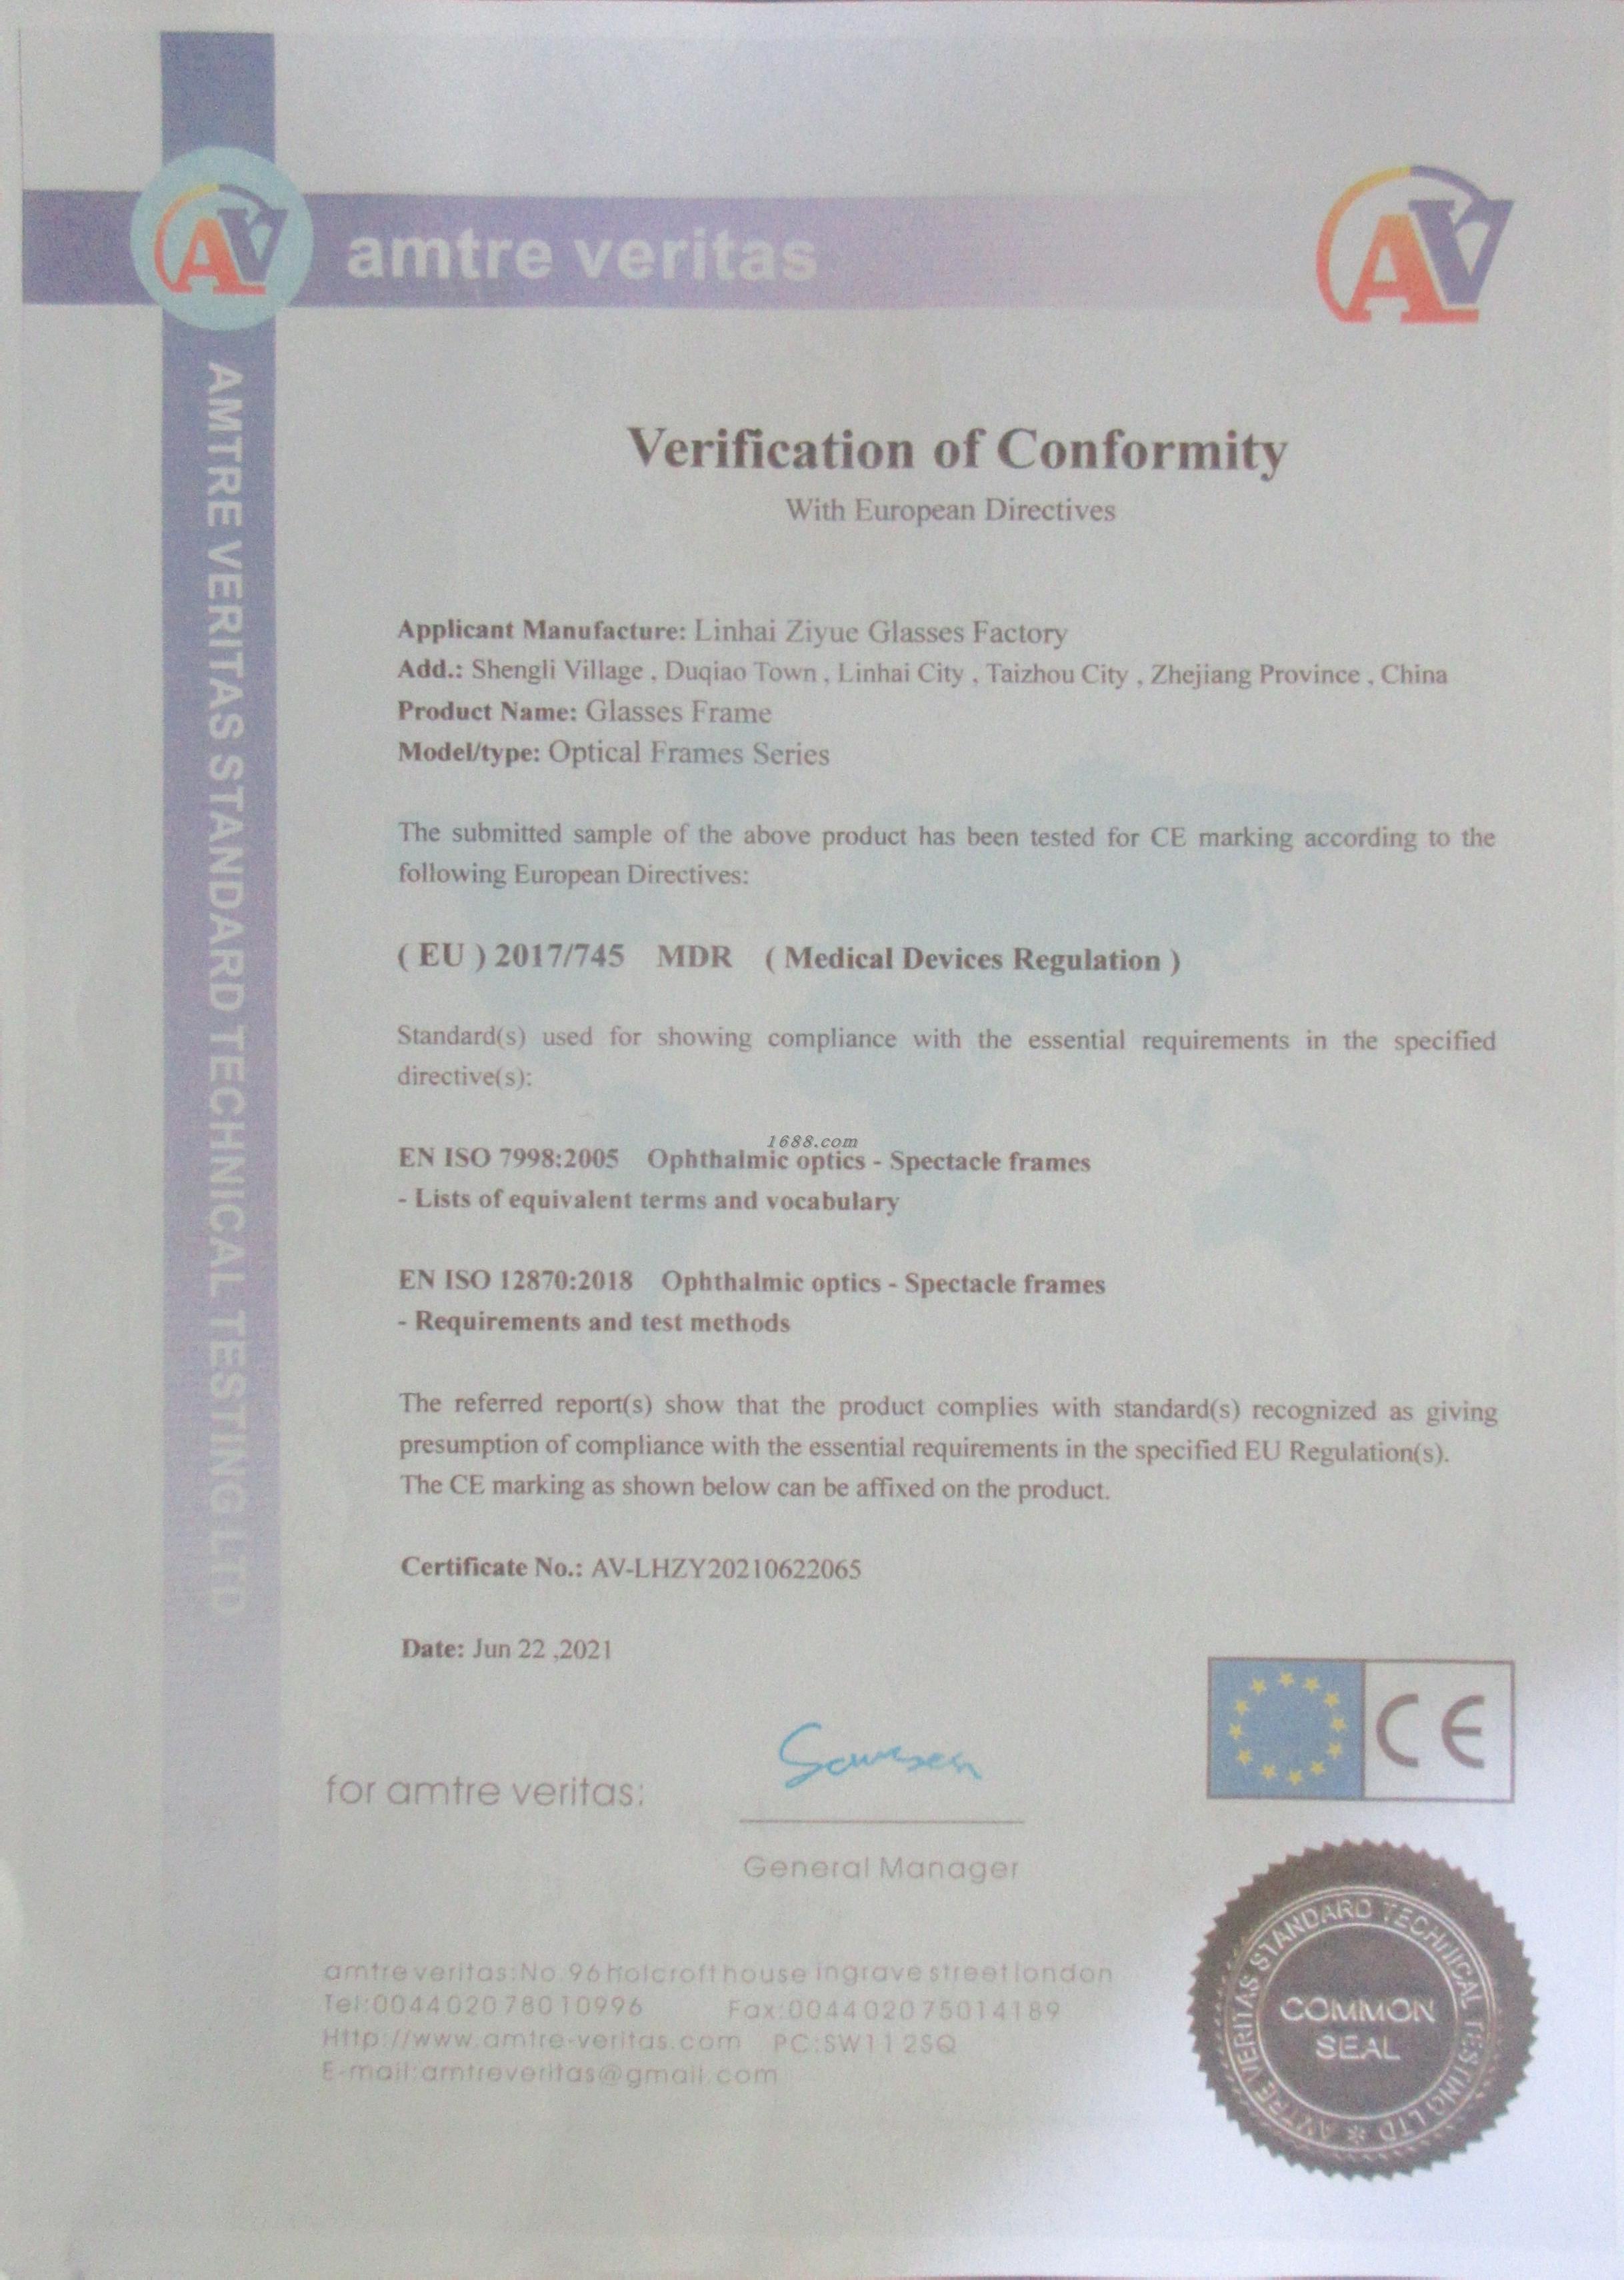 AV
amtre veritas
AV
AMTRE VERITAS STANDARD TECHNICAL TESTING LTD
Verification of Conformity
With European Directives
Applicant Manufacture: Linhai Ziyue Glasses Factory
Add.: Shengli Village , Duqiao Town , Linhai City , Taizhou City , Zhejiang Province , China
Product Name: Glasses Frame
Model/type: Optical Frames Series
The submitted sample of the above product has been tested for CE marking according to the
following European Directives:
( EU ) 2017/745 MDR ( Medical Devices Regulation )
Standard(s) used for showing compliance with the essential requirements in the specified
directive(s):
1688.com
EN ISO 7998:2005 Ophthalmic optics - Spectacle frames
- Lists of equivalent terms and vocabulary
EN ISO 12870:2018 Ophthalmic optics - Spectacle frames
- Requirements and test methods
The referred report(s) show that the product complies with standard(s) recognized as giving
presumption of compliance with the essential requirements in the specified EU Regulation(s).
The CE marking as shown below can be affixed on the product.
Certificate No.: AV-LHZY20210622065
Date: Jun 22 ,2021
CE
for amtre veritas:
General Manager
amtre veritas:No.96 holcroft house ingrave street london
Tel:00440207801 0996 Fax:0044020 75014189
Http://www.amtre-veritas.com PC:SW11 2SQ
E-mail:amtreveritas@gmail.com
AMTRE VERITAS STANDARD TECHNICAL TESTING LTD *
COMMON
SEAL